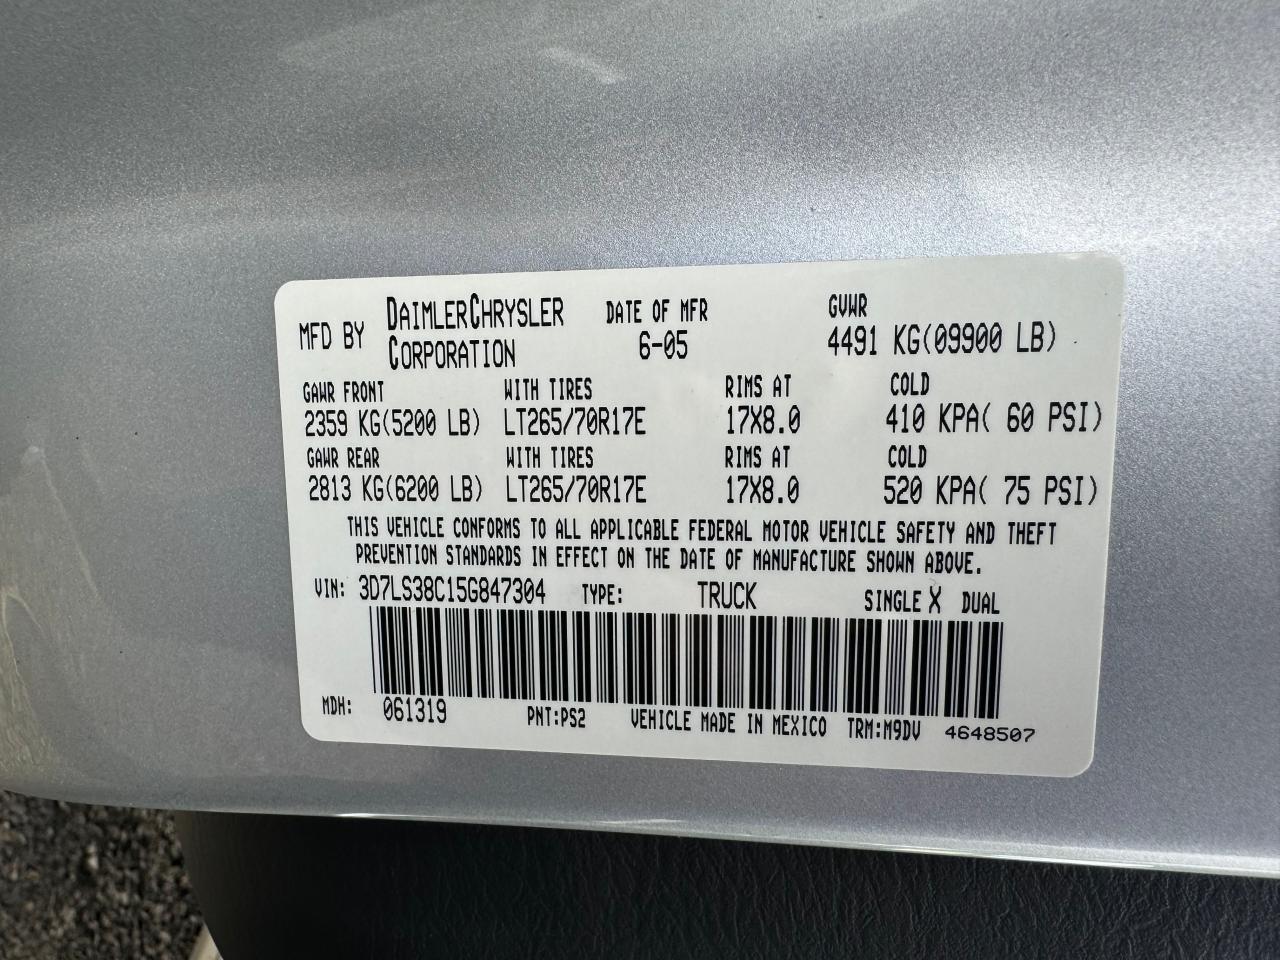 MFD BY DAIMLERCHRYSLER CORPORATION DATE OF MFR 6-05 GVWR 4491 KG(09900 LB)
GAWR FRONT WITH TIRES RIMS AT COLD
2359 KG(5200 LB) LT265/70R17E 17X8.0 410 KPA( 60 PSI)
GAWR REAR WITH TIRES RIMS AT COLD
2813 KG(6200 LB) LT265/70R17E 17X8.0 520 KPA( 75 PSI)
THIS VEHICLE CONFORMS TO ALL APPLICABLE FEDERAL MOTOR VEHICLE SAFETY AND THEFT
PREVENTION STANDARDS IN EFFECT ON THE DATE OF MANUFACTURE SHOWN ABOVE.
VIN: 3D7LS38C15G847304 TYPE: TRUCK SINGLE X DUAL
MDH: 061319 PNT:PS2 VEHICLE MADE IN MEXICO TRM:M9DV 4648507